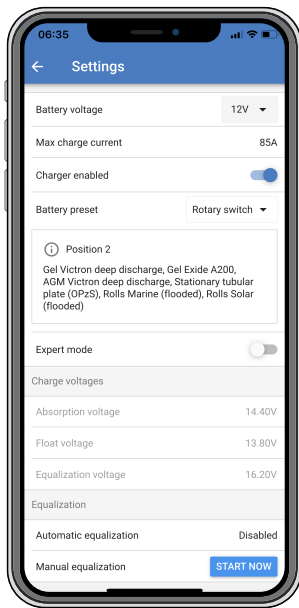 06:35
Settings
Battery voltage 12V
Max charge current 85A
Charger enabled
Battery preset Rotary switch
Position 2
Gel Victron deep discharge, Gel Exide A200,
AGM Victron deep discharge, Stationary tubular
plate (OPzS), Rolls Marine (flooded), Rolls Solar
(flooded)
Expert mode
Charge voltages
Absorption voltage 14.40V
Float voltage 13.80V
Equalization voltage 16.20V
Equalization
Automatic equalization Disabled
Manual equalization START NOW